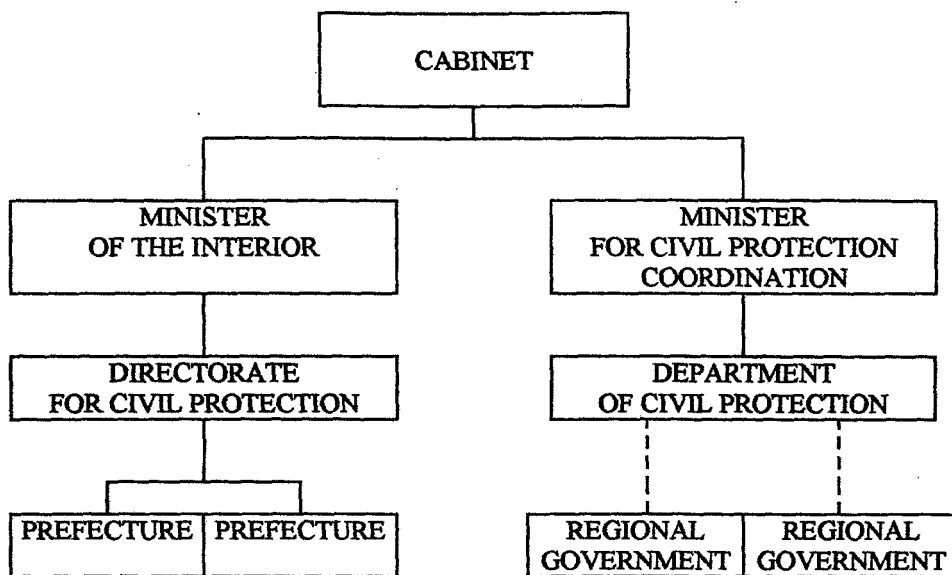 CABINET
MINISTER
OF THE INTERIOR
MINISTER
FOR CIVIL PROTECTION
COORDINATION
DIRECTORATE
FOR CIVIL PROTECTION
DEPARTMENT
OF CIVIL PROTECTION
PREFECTURE
PREFECTURE
REGIONAL
GOVERNMENT
REGIONAL
GOVERNMENT